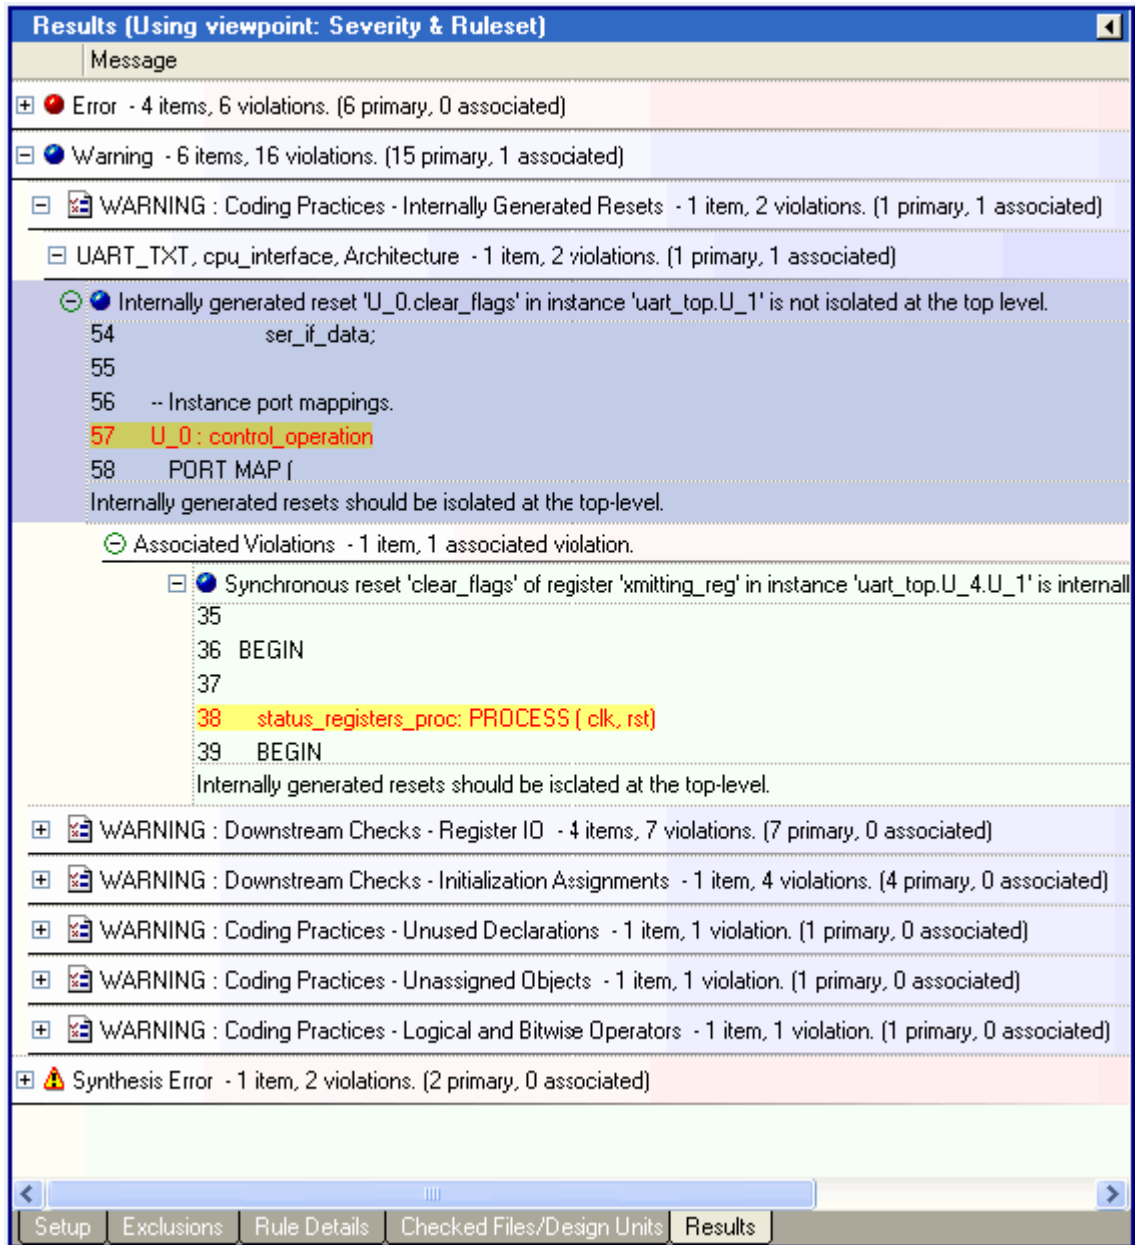 Results (Using viewpoint: Severity & Ruleset)
Message
Error - 4 items, 6 violations. (6 primary, 0 associated)
Warning - 6 items, 16 violations. (15 primary, 1 associated)
WARNING : Coding Practices - Internally Generated Resets - 1 item, 2 violations. (1 primary, 1 associated)
UART_TXT, cpu_interface, Architecture - 1 item, 2 violations. (1 primary, 1 associated)
Internally generated reset 'U_0.clear_flags' in instance 'uart_top.U_1' is not isolated at the top level.
54 ser_if_data;
55
56 -- Instance port mappings.
57 U_0 : control_operation
58 PORT MAP (
Internally generated resets should be isolated at the top-level.
Associated Violations - 1 item, 1 associated violation.
Synchronous reset 'clear_flags' of register 'xmitting_reg' in instance 'uart_top.U_4.U_1' is internall
35
36 BEGIN
37
38 status_registers_proc: PROCESS ( clk, rst)
39 BEGIN
Internally generated resets should be isolated at the top-level.
WARNING : Downstream Checks - Register IO - 4 items, 7 violations. (7 primary, 0 associated)
WARNING : Downstream Checks - Initialization Assignments - 1 item, 4 violations. (4 primary, 0 associated)
WARNING : Coding Practices - Unused Declarations - 1 item, 1 violation. (1 primary, 0 associated)
WARNING : Coding Practices - Unassigned Objects - 1 item, 1 violation. (1 primary, 0 associated)
WARNING : Coding Practices - Logical and Bitwise Operators - 1 item, 1 violation. (1 primary, 0 associated)
Synthesis Error - 1 item, 2 violations. (2 primary, 0 associated)
Setup Exclusions Rule Details Checked Files/Design Units Results